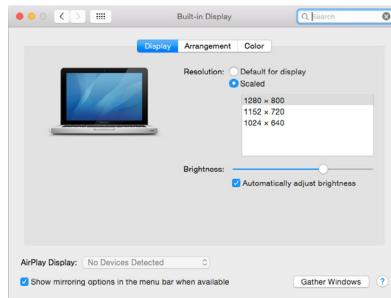 Built-in Display
Search
Display Arrangement Color
Resolution: Default for display
Scaled
1280 × 800
1152 × 720
1024 × 640
Brightness:
Automatically adjust brightness
AirPlay Display: No Devices Detected
Show mirroring options in the menu bar when available
Gather Windows ?